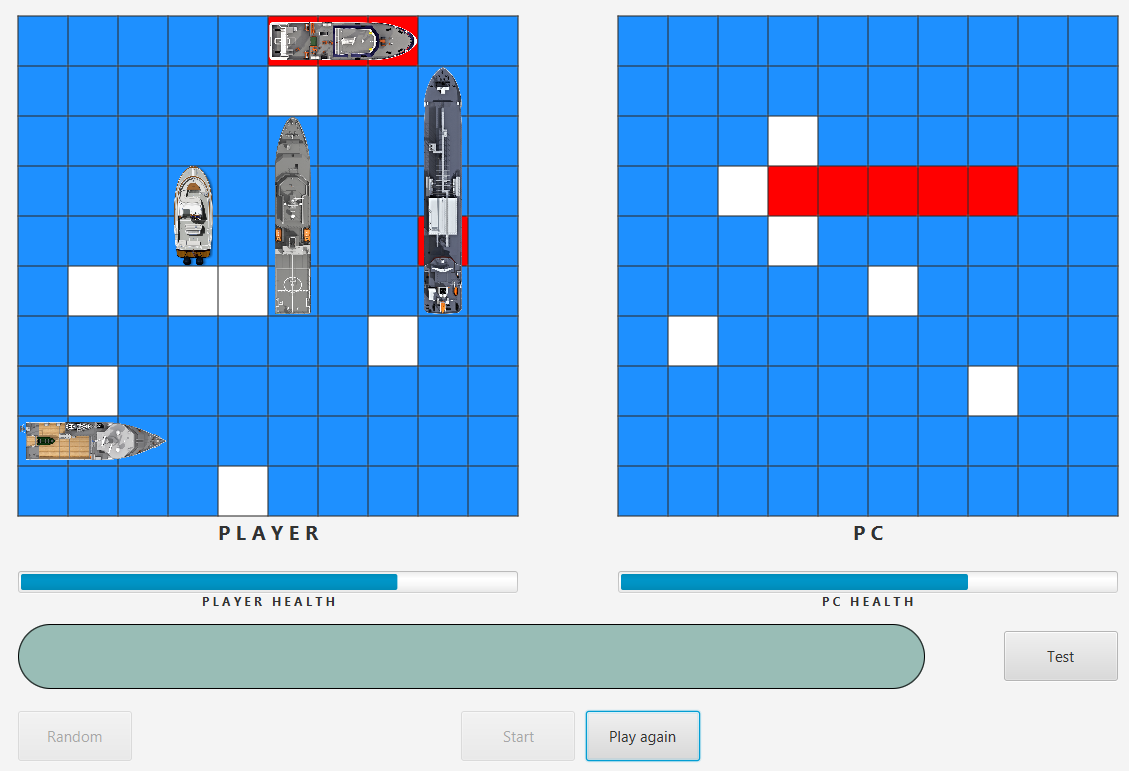 PLAYER
PC
PLAYER HEALTH
PC HEALTH
Test
Random
Start
Play again